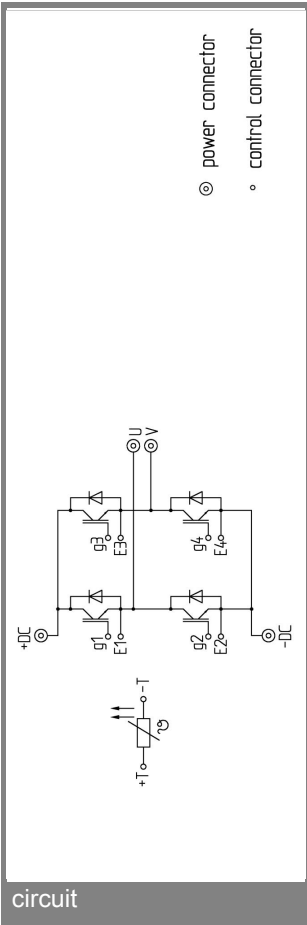 power connector
control connector
U
V
g3
E3
g4
E4
+DC
g1
E1
g2
E2
-DC
-T
+T
ϑ
circuit